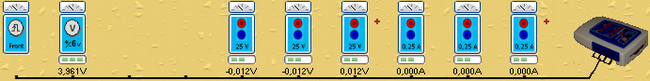 Front
V
±6V
25 V
25 V
25 V
0,25 A
0,25 A
0,25 A
3,961V
-0,012V
-0,012V
0,012V
0,000A
0,000A
0,000A